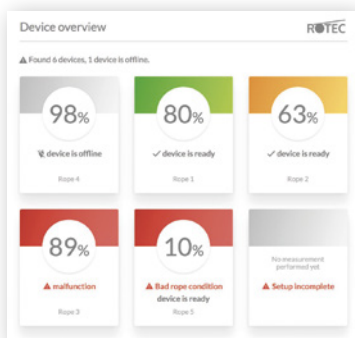 Device overview
ROTEC
Found 6 devices, 1 device is offline.
98%
device is offline
Rope 4
80%
device is ready
Rope 1
63%
device is ready
Rope 2
89%
malfunction
Rope 3
10%
Bad rope condition
device is ready
Rope 5
No measurement
performed yet
Setup incomplete